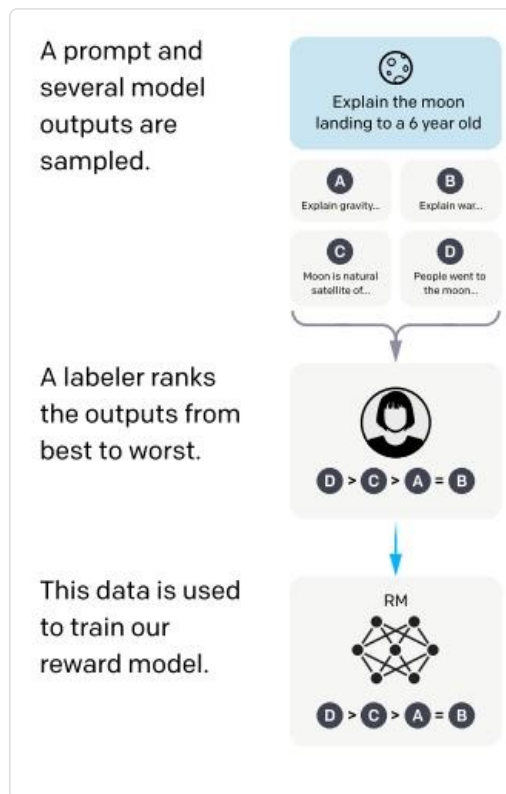 A prompt and
several model
outputs are
sampled.
Explain the moon
landing to a 6 year old
A
Explain gravity...
B
Explain war...
C
Moon is natural
satellite of...
D
People went to
the moon...
A labeler ranks
the outputs from
best to worst.
D > C > A = B
This data is used
to train our
reward model.
RM
D > C > A = B